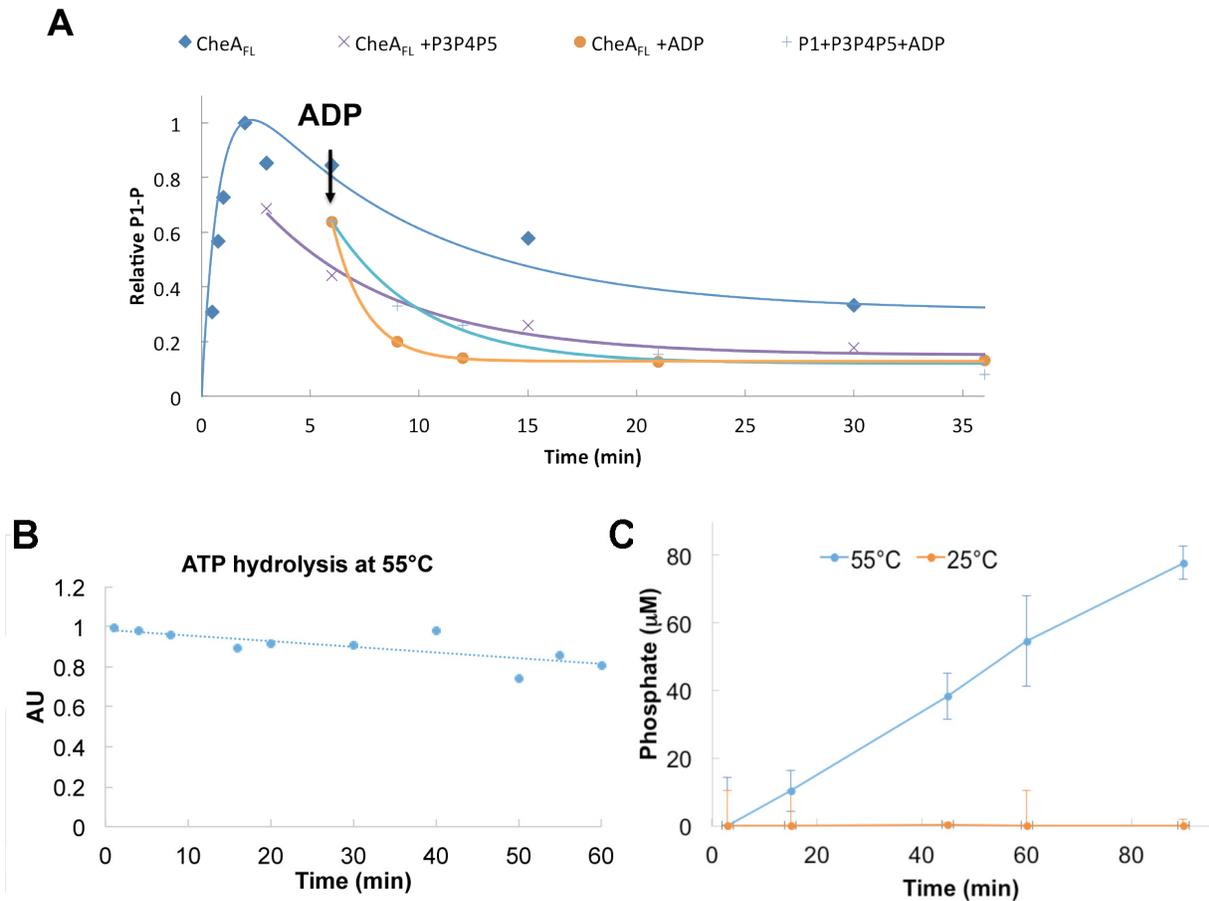 A
CheAFL CheAFL +P3P4P5 CheAFL +ADP P1+P3P4P5+ADP
ADP
Relative P1-P
1
0.8
0.6
0.4
0.2
0
0 5 10 15 20 25 30 35
Time (min)
B
ATP hydrolysis at 55°C
AU
1.2
1
0.8
0.6
0.4
0.2
0
0 10 20 30 40 50 60
Time (min)
C
55°C 25°C
Phosphate (µM)
80
60
40
20
0
0 20 40 60 80
Time (min)